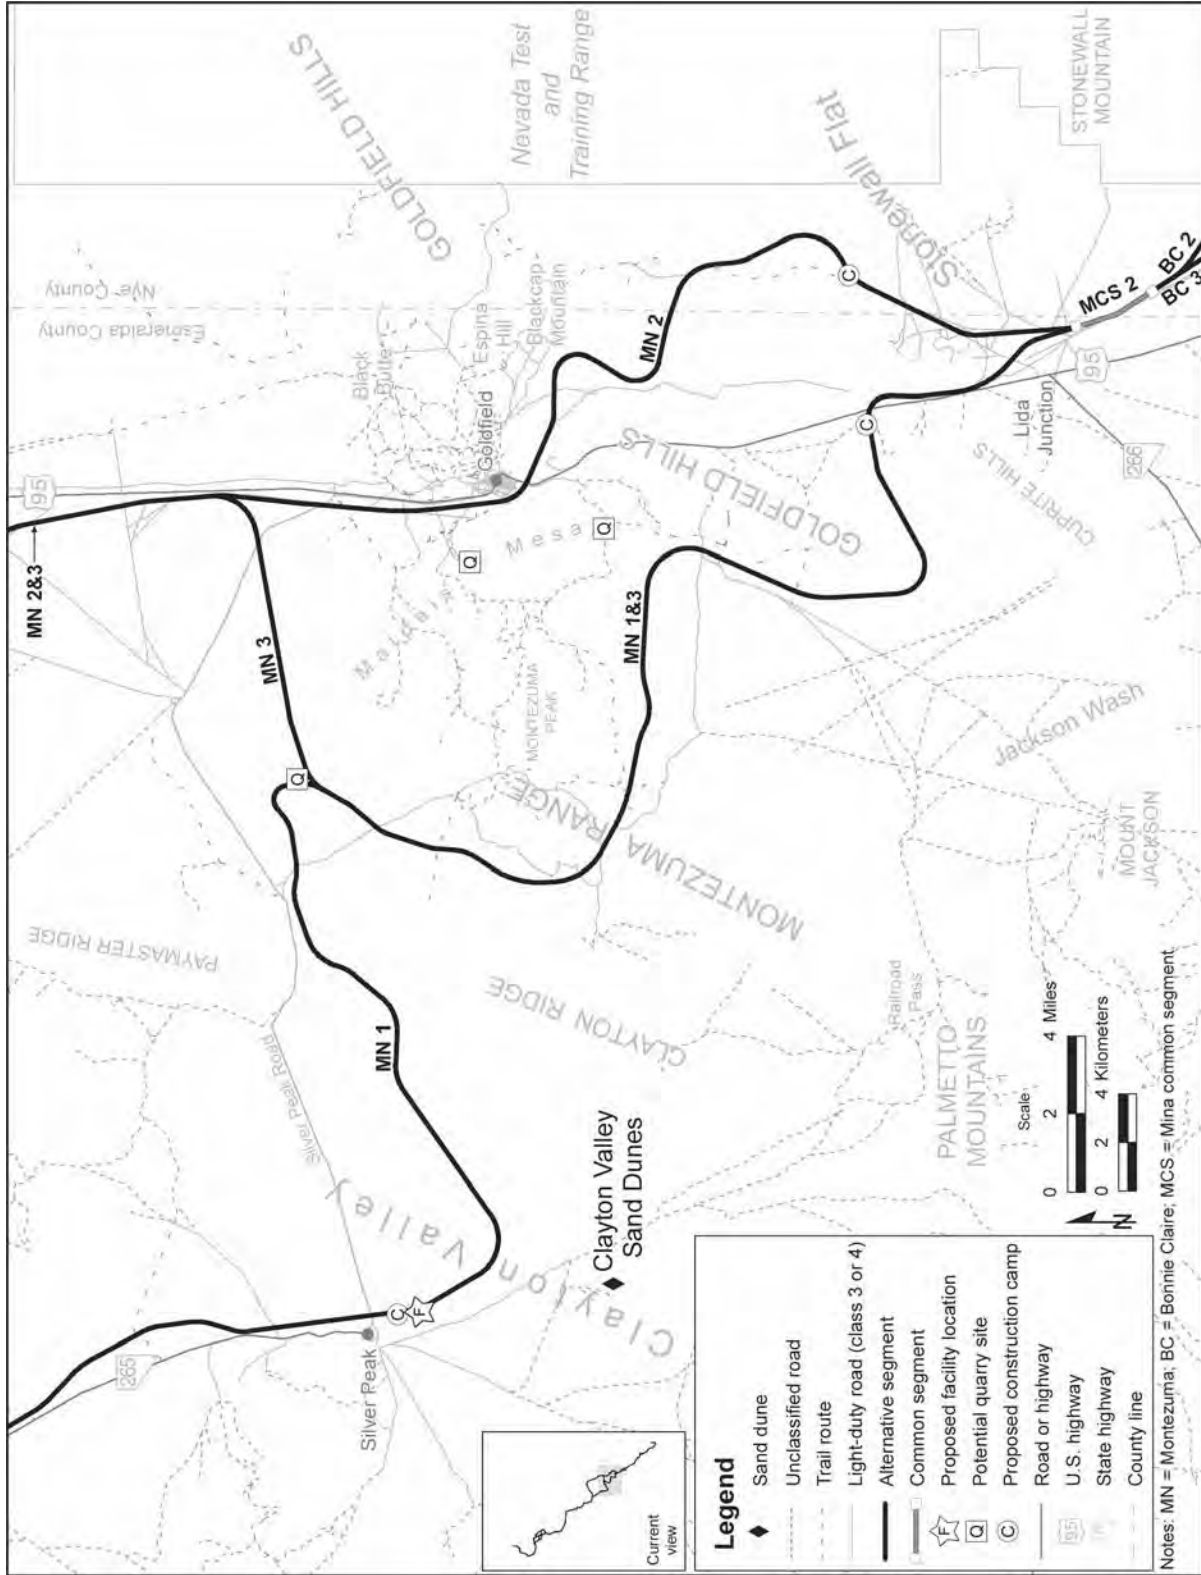 Nevada Test
and
Training Range
GOLDFIELD HILLS
STONEWALL
MOUNTAIN
Stonewall Flat
Nye County
Esmeralda County
Black
Butte
Espina
Hill
Blackcap
Mountain
Goldfield
MN 2
C
MCS 2
BC 2
BC 3
95
95
Lida
Junction
266
CUPRITE HILLS
GOLDFIELD HILLS
C
MN 2&3
MN 3
Q
Malpais Mesa
Q
Q
MONTEZUMA
PEAK
MN 1&3
MONTEZUMA RANGE
Jackson Wash
MOUNT
JACKSON
PAYMASTER RIDGE
CLAYTON RIDGE
Railroad
Pass
PALMETTO
MOUNTAINS
MN 1
Silver Peak Road
Clayton Valley
Clayton Valley
Sand Dunes
C
F
Silver Peak
265
Scale
0 2 4 Miles
0 2 4 Kilometers
N
Current
view
Legend
Sand dune
Unclassified road
Trail route
Light-duty road (class 3 or 4)
Alternative segment
Common segment
F Proposed facility location
Q Potential quarry site
C Proposed construction camp
Road or highway
95 U.S. highway
State highway
County line
Notes: MN = Montezuma; BC = Bonnie Claire; MCS = Mina common segment